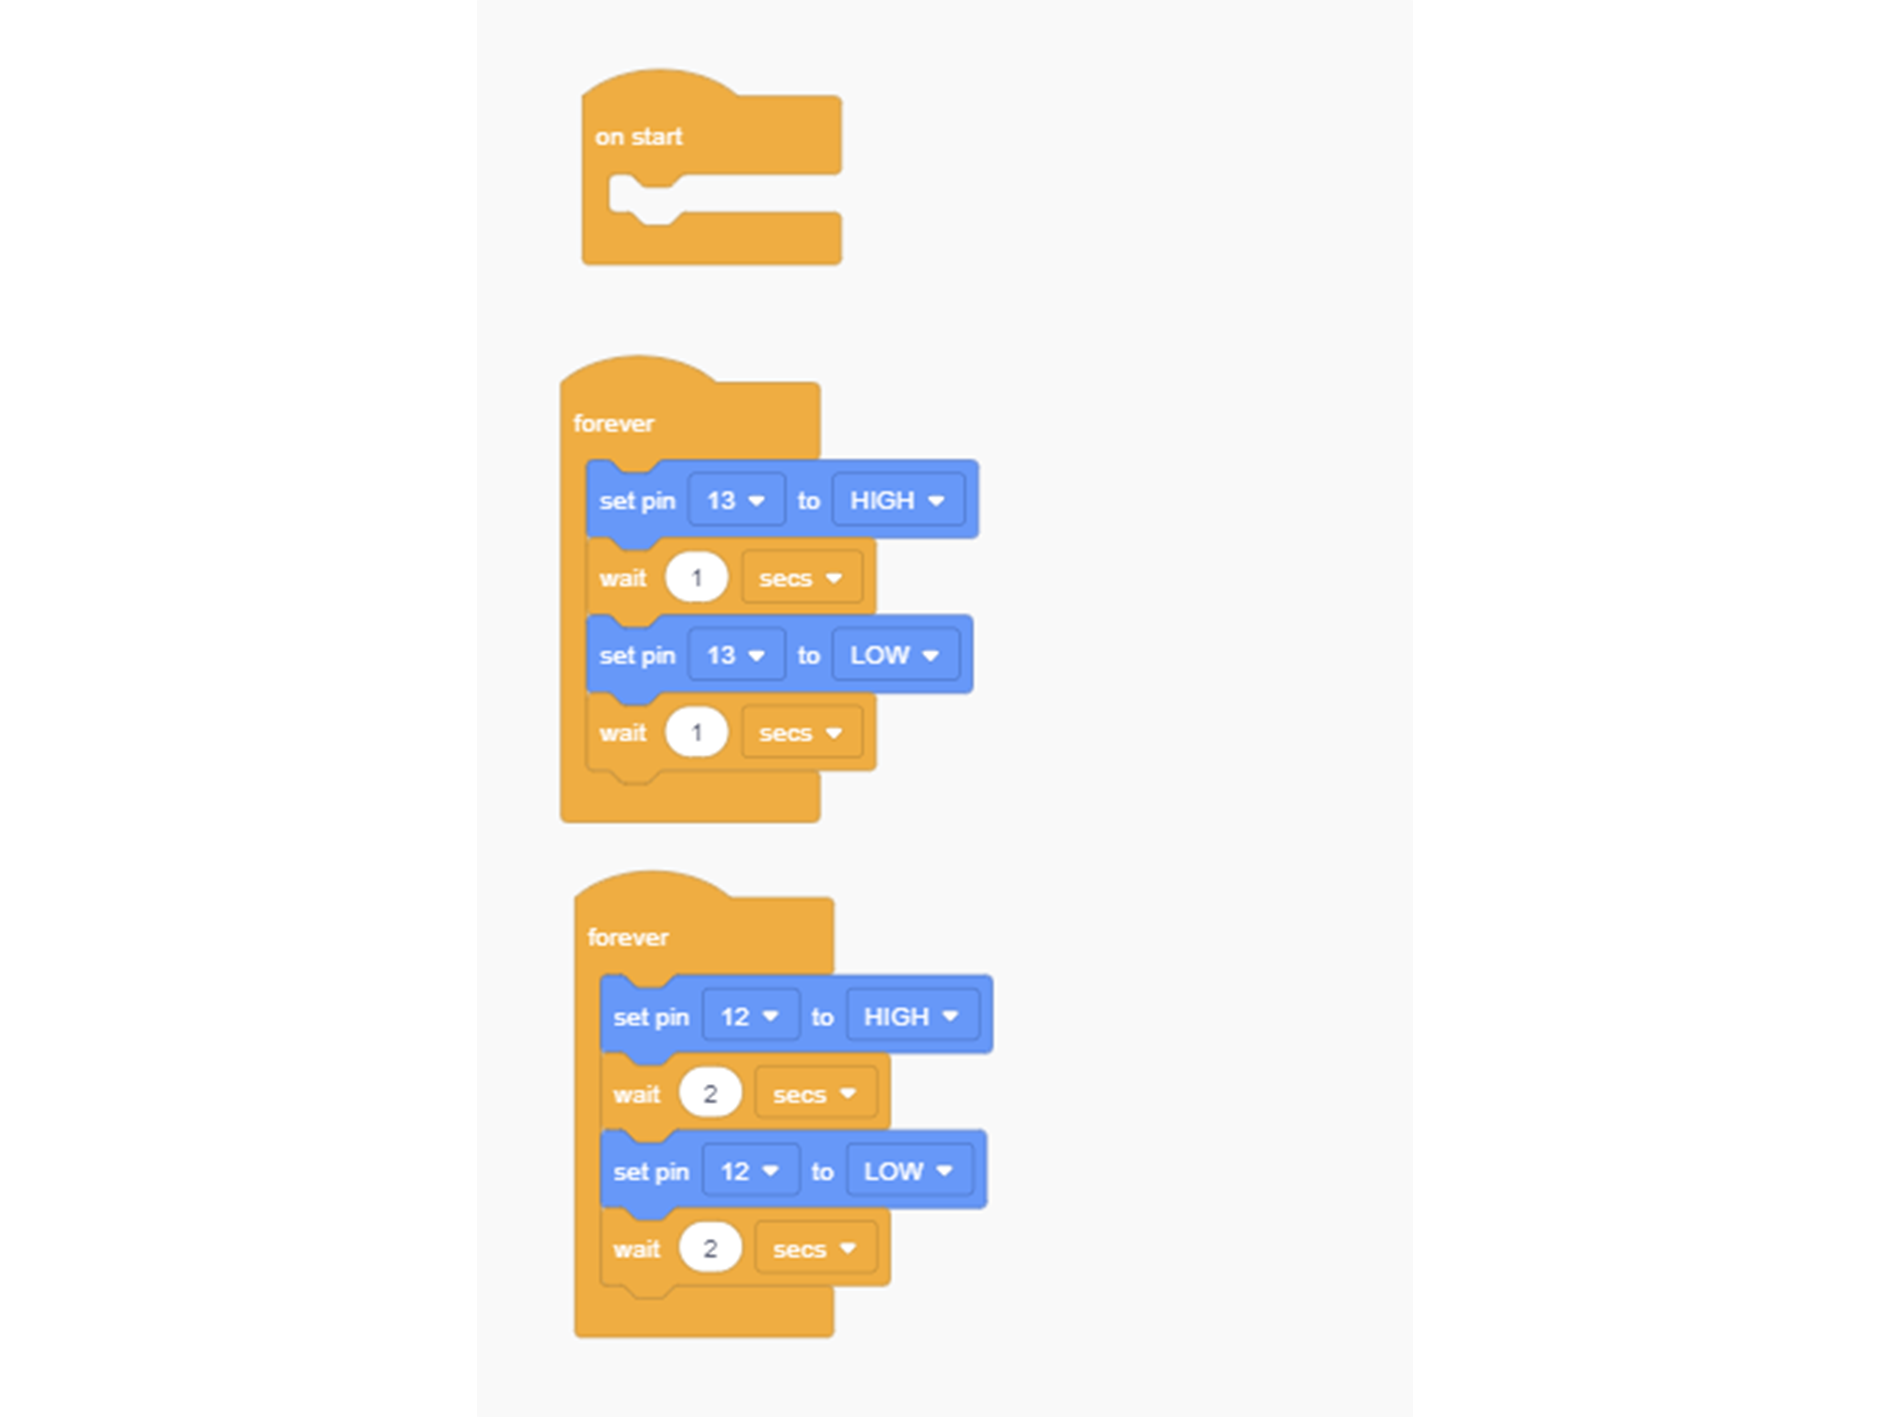 on start
forever
set pin 13 to HIGH
wait 1 secs
set pin 13 to LOW
wait 1 secs
forever
set pin 12 to HIGH
wait 2 secs
set pin 12 to LOW
wait 2 secs